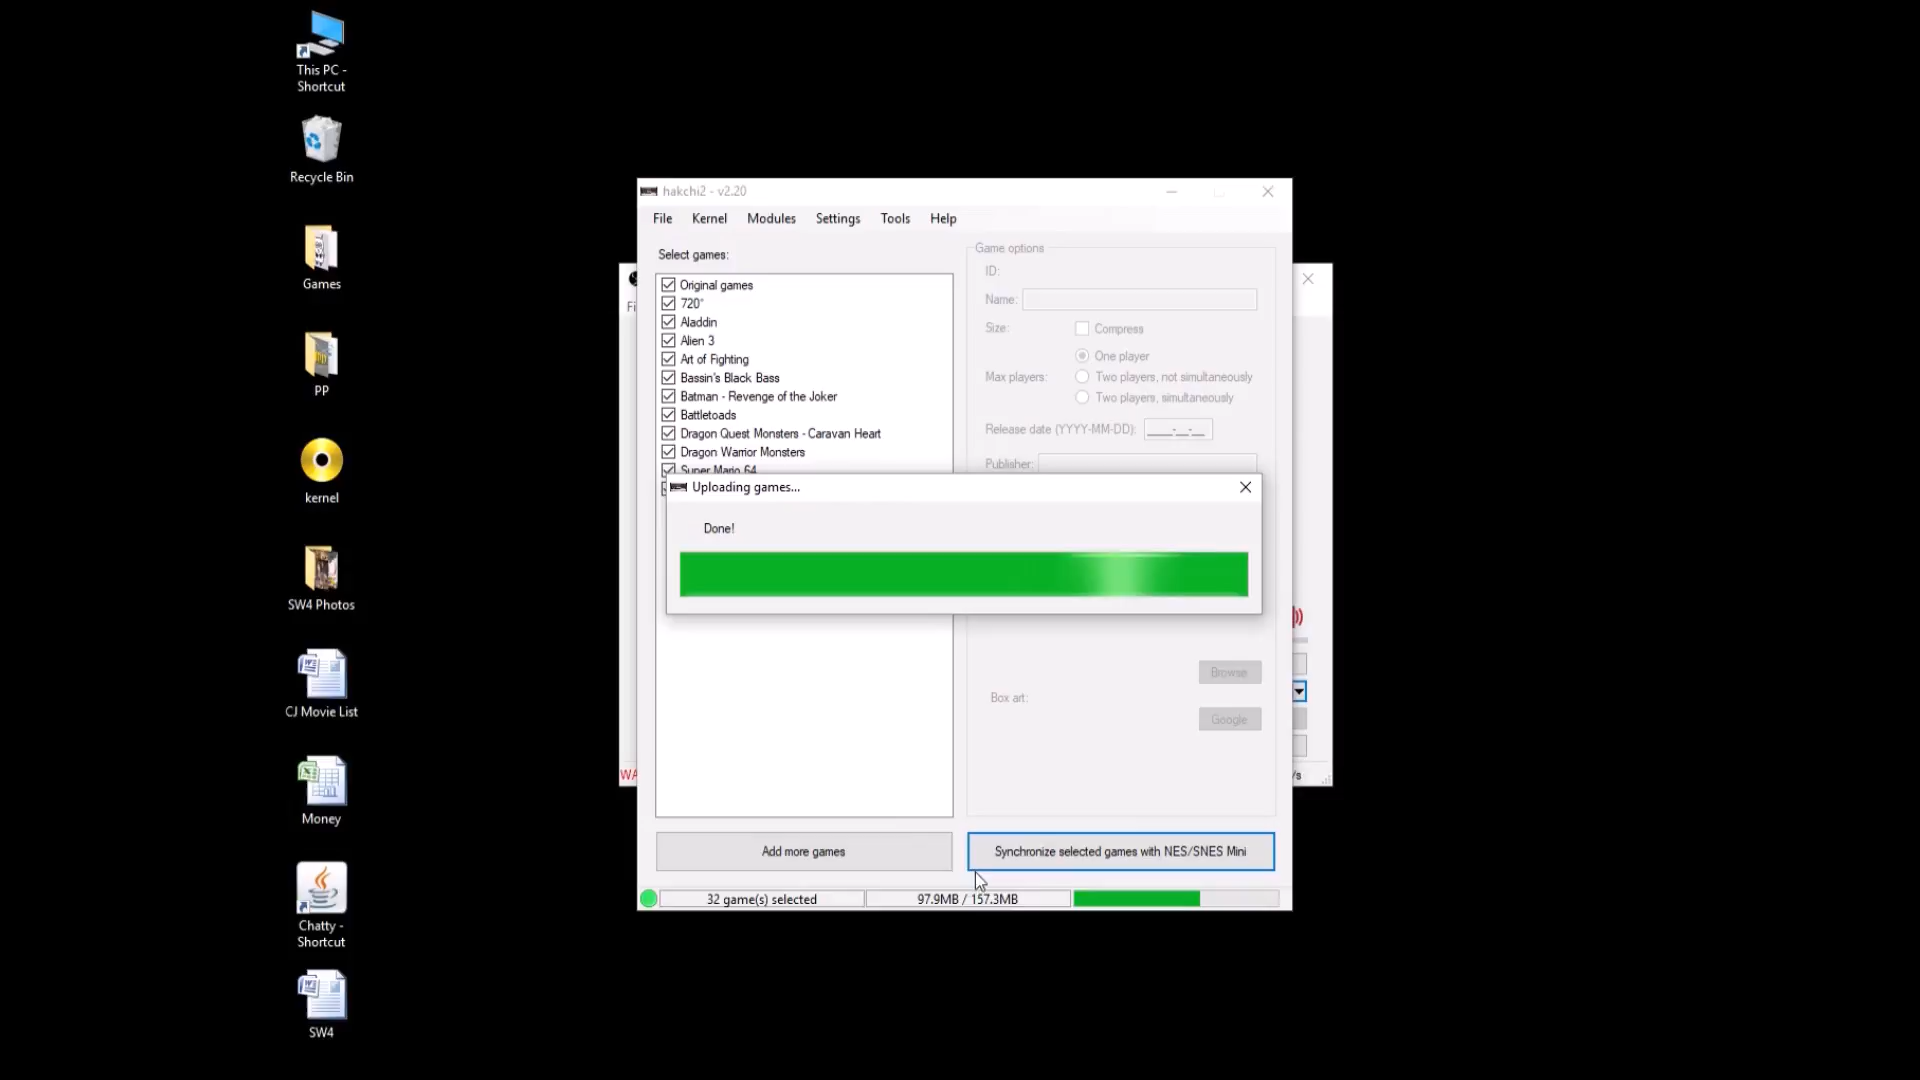 This PC -
Shortcut
Recycle Bin
Games
PP
kernel
SW4 Photos
CJ Movie List
Money
Chatty -
Shortcut
SW4
hakchi2 - v2.20
File Kernel Modules Settings Tools Help
Select games:
Original games
720°
Aladdin
Alien 3
Art of Fighting
Bassin's Black Bass
Batman - Revenge of the Joker
Battletoads
Dragon Quest Monsters - Caravan Heart
Dragon Warrior Monsters
Super Mario 64
Game options
ID:
Name:
Size: Compress
Max players: One player
Two players, not simultaneously
Two players, simultaneously
Release date (YYYY-MM-DD): ____-__-__
Publisher:
Uploading games...
Done!
Box art:
Browse
Google
Add more games
Synchronize selected games with NES/SNES Mini
32 game(s) selected
97.9MB / 157.3MB
Fi
WA
/s